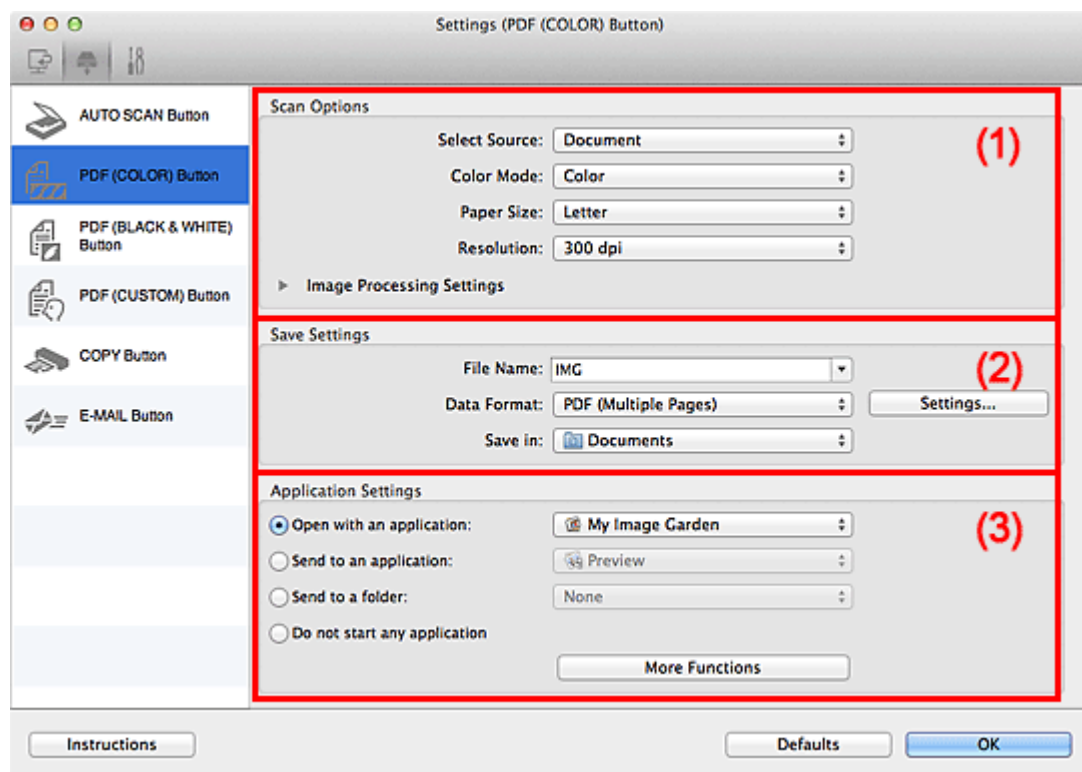 Settings (PDF (COLOR) Button)
AUTO SCAN Button
PDF (COLOR) Button
PDF (BLACK & WHITE)
Button
PDF (CUSTOM) Button
COPY Button
E-MAIL Button
Scan Options
(1)
Select Source: Document
Color Mode: Color
Paper Size: Letter
Resolution: 300 dpi
Image Processing Settings
Save Settings
(2)
File Name: IMG
Data Format: PDF (Multiple Pages) Settings...
Save in: Documents
Application Settings
(3)
Open with an application: My Image Garden
Send to an application: Preview
Send to a folder: None
Do not start any application
More Functions
Instructions Defaults OK